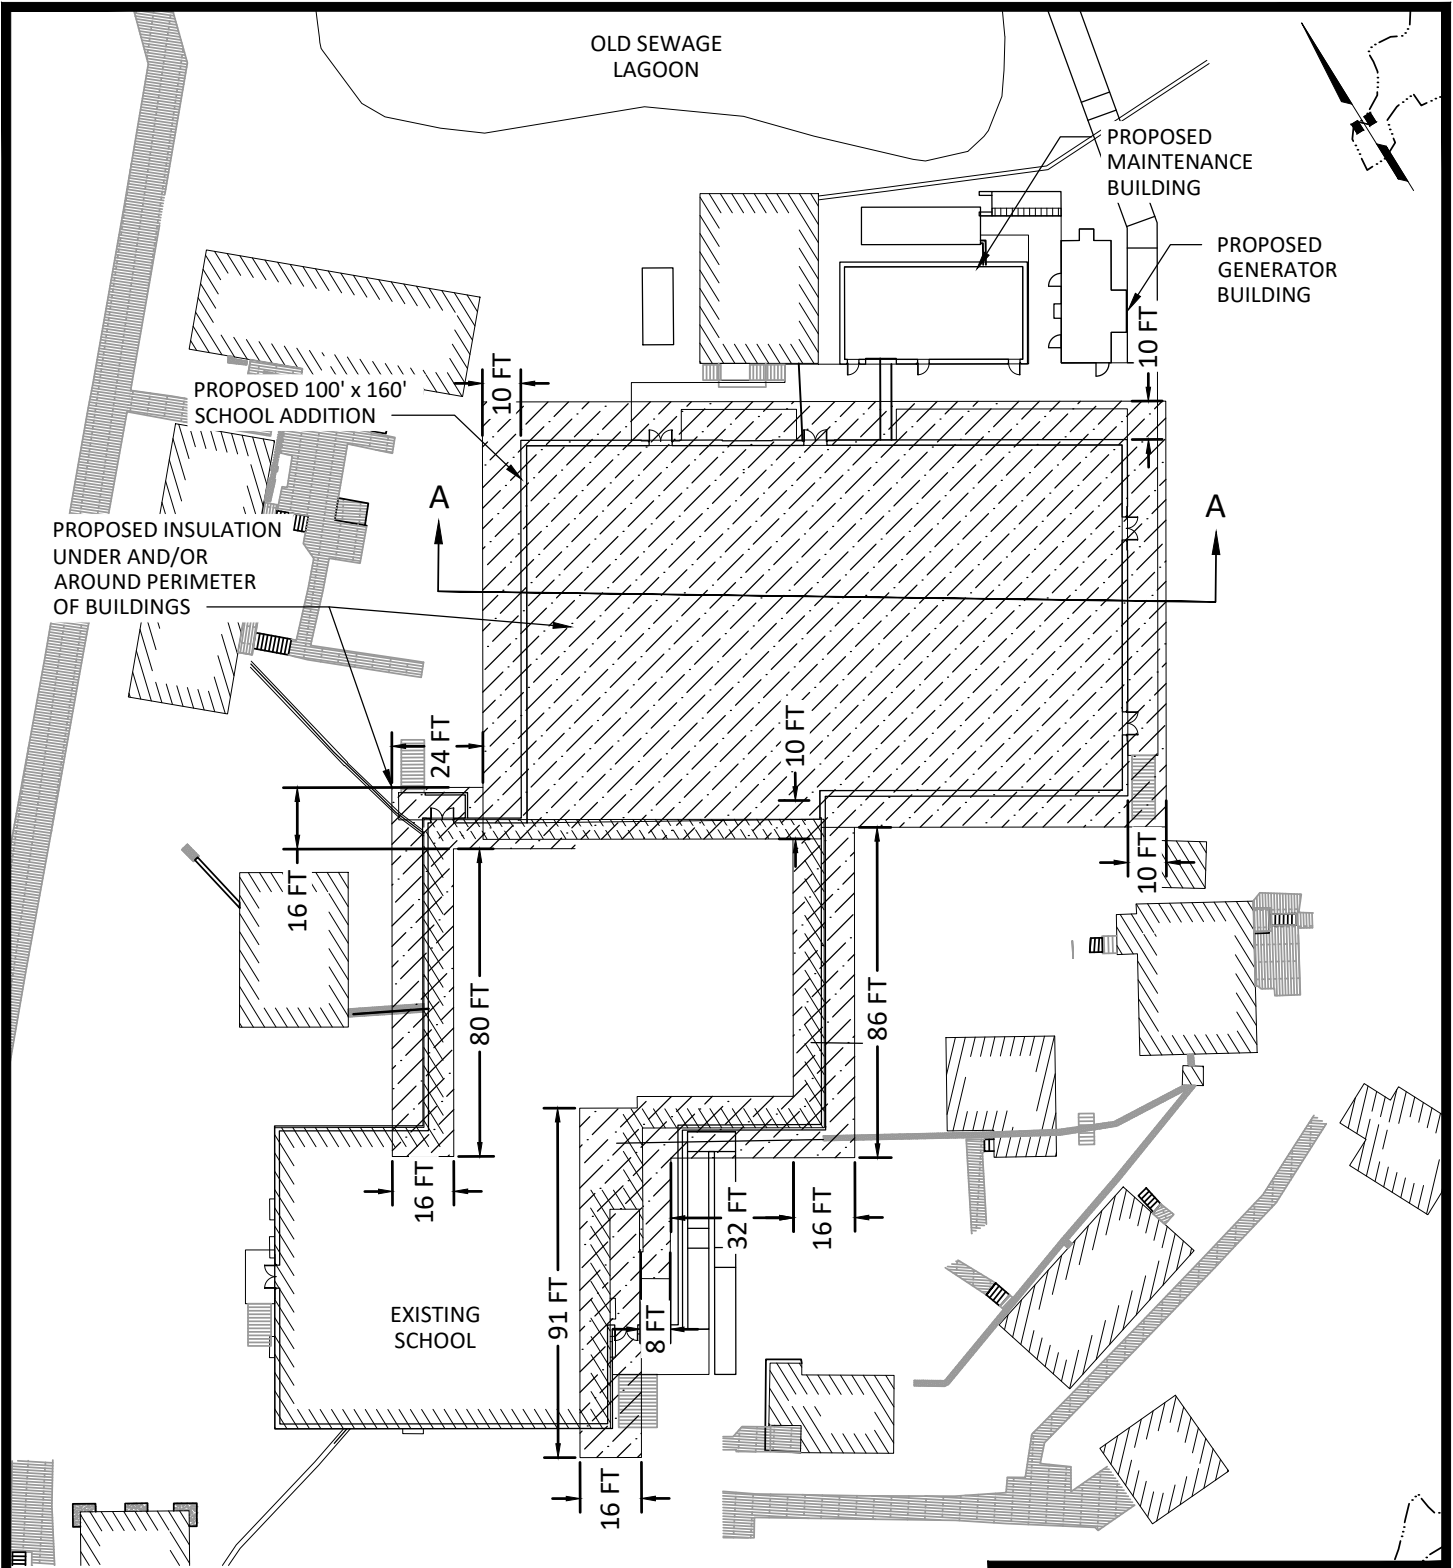 OLD SEWAGE
LAGOON
PROPOSED
MAINTENANCE
BUILDING
PROPOSED
GENERATOR
BUILDING
10 FT
10 FT
PROPOSED 100' x 160'
SCHOOL ADDITION
A
A
PROPOSED INSULATION
UNDER AND/OR
AROUND PERIMETER
OF BUILDINGS
24 FT
10 FT
16 FT
10 FT
80 FT
86 FT
16 FT
32 FT
16 FT
91 FT
8 FT
EXISTING
SCHOOL
16 FT